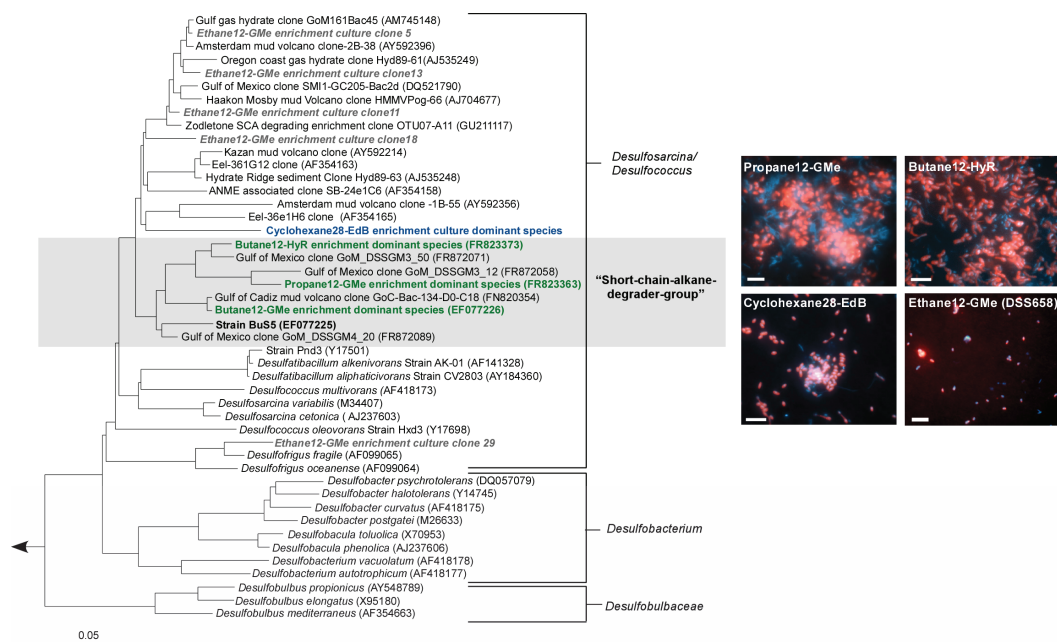 Gulf gas hydrate clone GoM161Bac45 (AM745148)
Ethane12-GMe enrichment culture clone 5
Amsterdam mud volcano clone-2B-38 (AY592396)
Oregon coast gas hydrate clone Hyd89-61(AJ535249)
Ethane12-GMe enrichment culture clone13
Gulf of Mexico clone SMI1-GC205-Bac2d (DQ521790)
Haakon Mosby mud Volcano clone HMMVPog-66 (AJ704677)
Ethane12-GMe enrichment culture clone11
Zodletone SCA degrading enrichment clone OTU07-A11 (GU211117)
Ethane12-GMe enrichment culture clone18
Kazan mud volcano clone (AY592214)
Eel-361G12 clone (AF354163)
Hydrate Ridge sediment Clone Hyd89-63 (AJ535248)
ANME associated clone SB-24e1C6 (AF354158)
Amsterdam mud volcano clone -1B-55 (AY592356)
Eel-36e1H6 clone (AF354165)
Cyclohexane28-EdB enrichment culture dominant species
Butane12-HyR enrichment dominant species (FR823373)
Gulf of Mexico clone GoM_DSSGM3_50 (FR872071)
Gulf of Mexico clone GoM_DSSGM3_12 (FR872058)
Propane12-GMe enrichment dominant species (FR823363)
Gulf of Cadiz mud volcano clone GoC-Bac-134-D0-C18 (FN820354)
Butane12-GMe enrichment dominant species (EF077226)
Strain BuS5 (EF077225)
Gulf of Mexico clone GoM_DSSGM4_20 (FR872089)
Strain Pnd3 (Y17501)
Desulfatibacillum alkenivorans Strain AK-01 (AF141328)
Desulfatibacillum aliphaticivorans Strain CV2803 (AY184360)
Desulfococcus multivorans (AF418173)
Desulfosarcina variabilis (M34407)
Desulfosarcina cetonica ( AJ237603)
Desulfococcus oleovorans Strain Hxd3 (Y17698)
Ethane12-GMe enrichment culture clone 29
Desulfofrigus fragile (AF099065)
Desulfofrigus oceanense (AF099064)
Desulfobacter psychrotolerans (DQ057079)
Desulfobacter halotolerans (Y14745)
Desulfobacter curvatus (AF418175)
Desulfobacter postgatei (M26633)
Desulfobacula toluolica (X70953)
Desulfobacula phenolica (AJ237606)
Desulfobacterium vacuolatum (AF418178)
Desulfobacterium autotrophicum (AF418177)
Desulfobulbus propionicus (AY548789)
Desulfobulbus elongatus (X95180)
Desulfobulbus mediterraneus (AF354663)
0.05
Desulfosarcina/
Desulfococcus
“Short-chain-alkane-
degrader-group”
Desulfobacterium
Desulfobulbaceae
Propane12-GMe
Butane12-HyR
Cyclohexane28-EdB
Ethane12-GMe (DSS658)